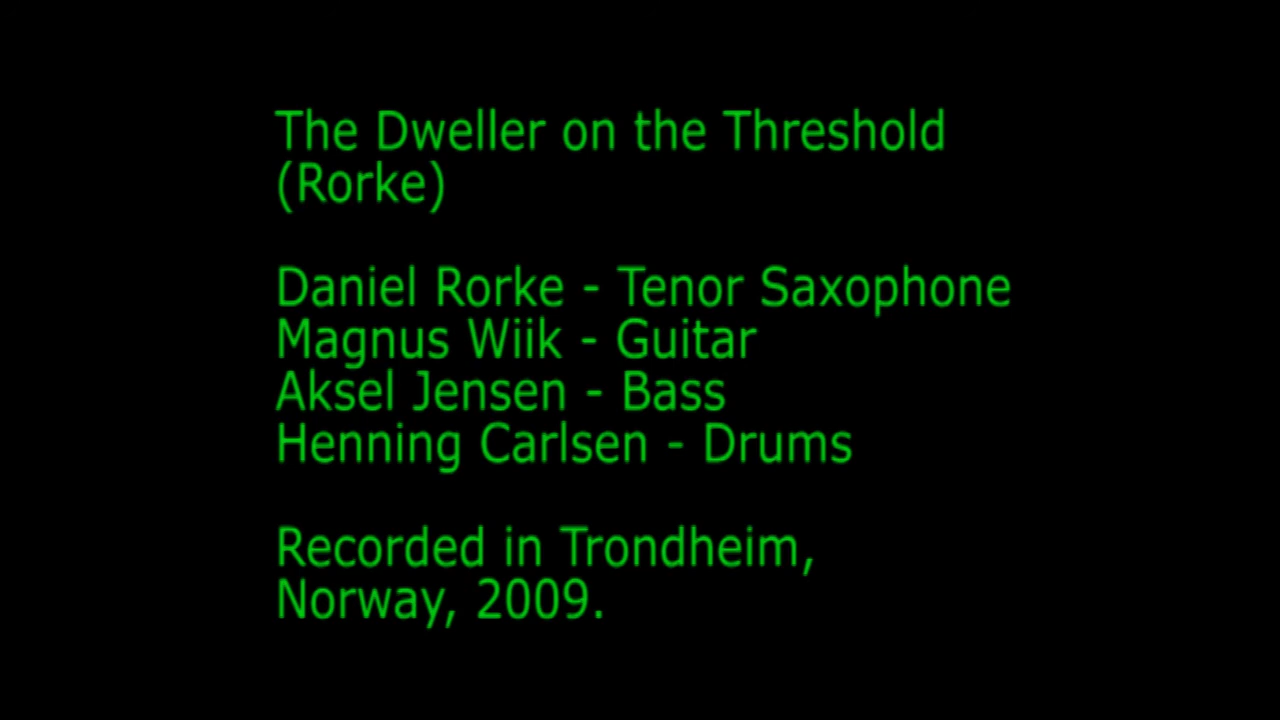 The Dweller on the Threshold
(Rorke)
Daniel Rorke - Tenor Saxophone
Magnus Wiik - Guitar
Aksel Jensen - Bass
Henning Carlsen - Drums
Recorded in Trondheim,
Norway, 2009.